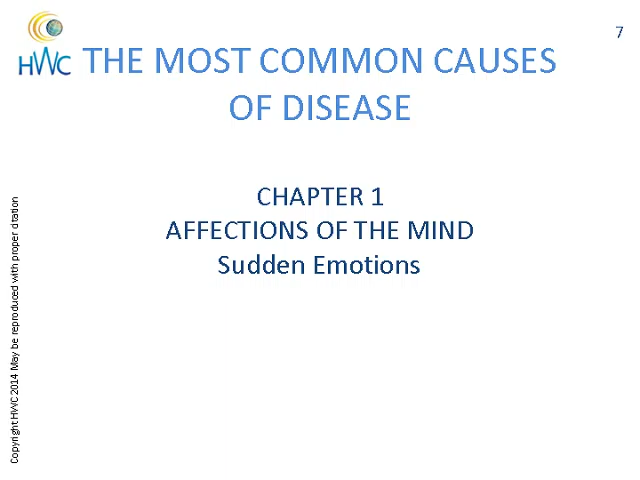 7
HWC
THE MOST COMMON CAUSES
OF DISEASE
CHAPTER 1
AFFECTIONS OF THE MIND
Sudden Emotions
Copyright HWC 2014 May be reproduced with proper citation